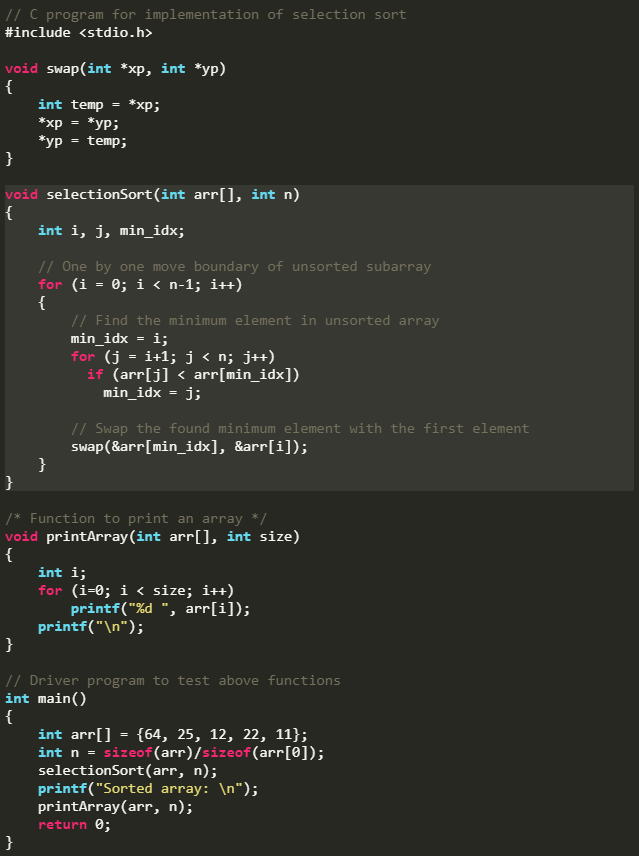 // C program for implementation of selection sort
#include <stdio.h>

void swap(int *xp, int *yp)
{
    int temp = *xp;
    *xp = *yp;
    *yp = temp;
}

void selectionSort(int arr[], int n)
{
    int i, j, min_idx;

    // One by one move boundary of unsorted subarray
    for (i = 0; i < n-1; i++)
    {
        // Find the minimum element in unsorted array
        min_idx = i;
        for (j = i+1; j < n; j++)
          if (arr[j] < arr[min_idx])
            min_idx = j;

        // Swap the found minimum element with the first element
        swap(&arr[min_idx], &arr[i]);
    }
}

/* Function to print an array */
void printArray(int arr[], int size)
{
    int i;
    for (i=0; i < size; i++)
        printf("%d ", arr[i]);
    printf("\n");
}

// Driver program to test above functions
int main()
{
    int arr[] = {64, 25, 12, 22, 11};
    int n = sizeof(arr)/sizeof(arr[0]);
    selectionSort(arr, n);
    printf("Sorted array: \n");
    printArray(arr, n);
    return 0;
}